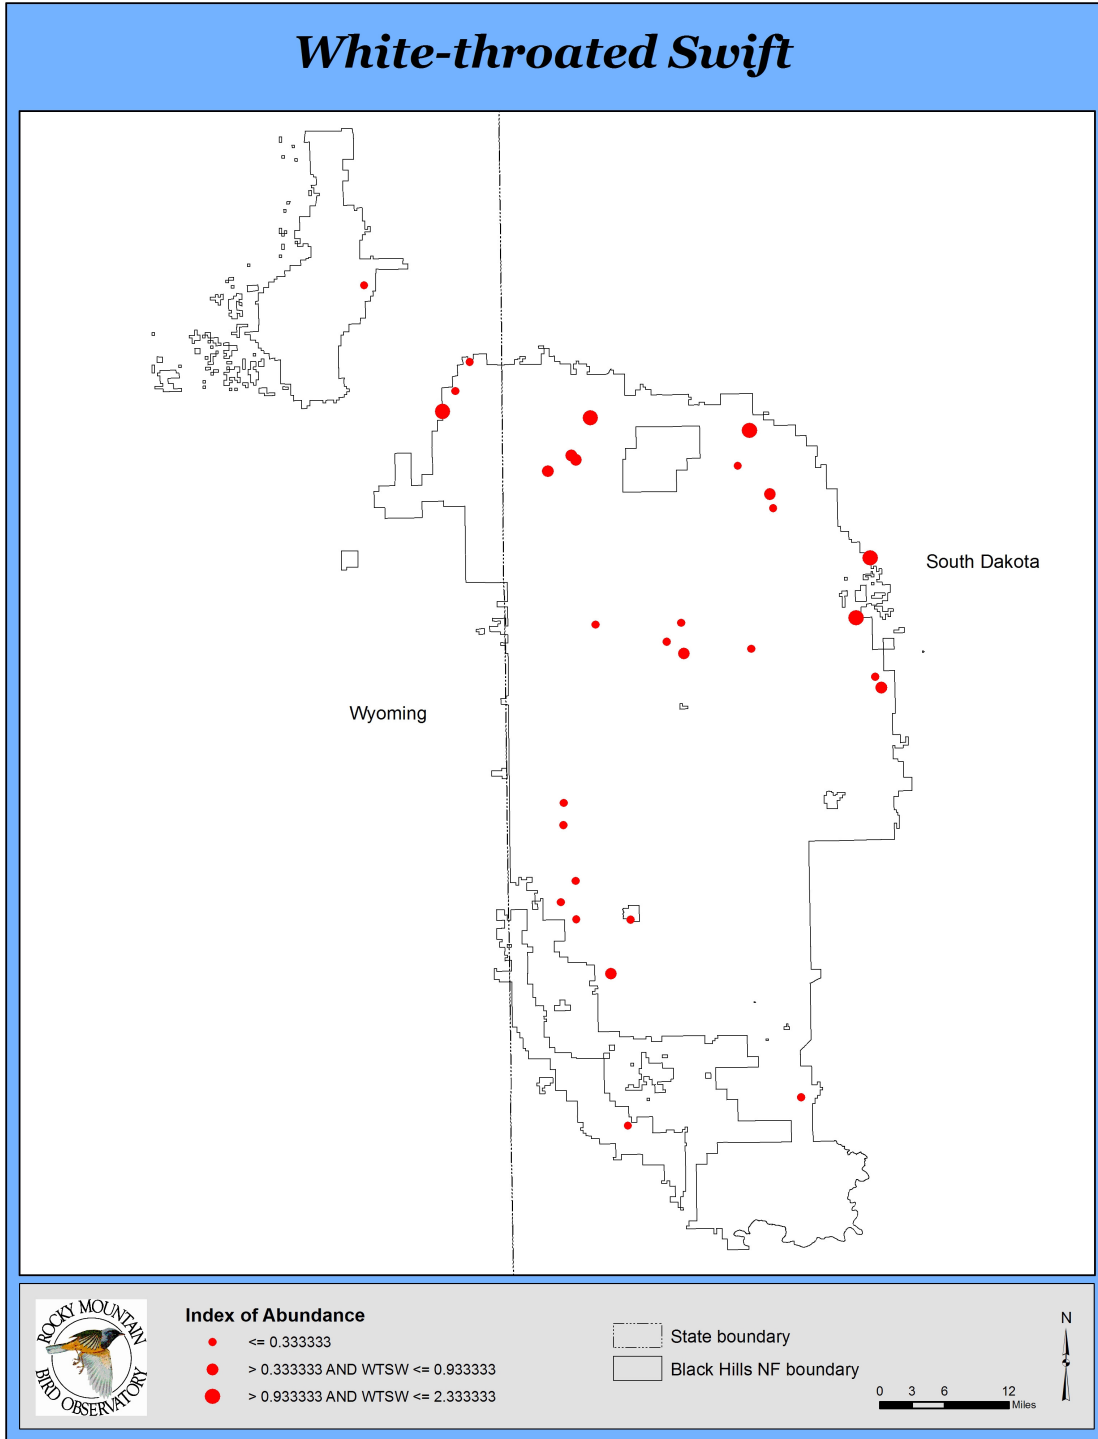 White-throated Swift
South Dakota
Wyoming
ROCKY MOUNTAIN
BIRD OBSERVATORY
Index of Abundance
<= 0.333333
> 0.333333 AND WTSW <= 0.933333
> 0.933333 AND WTSW <= 2.333333
State boundary
Black Hills NF boundary
N
0 3 6 12
Miles